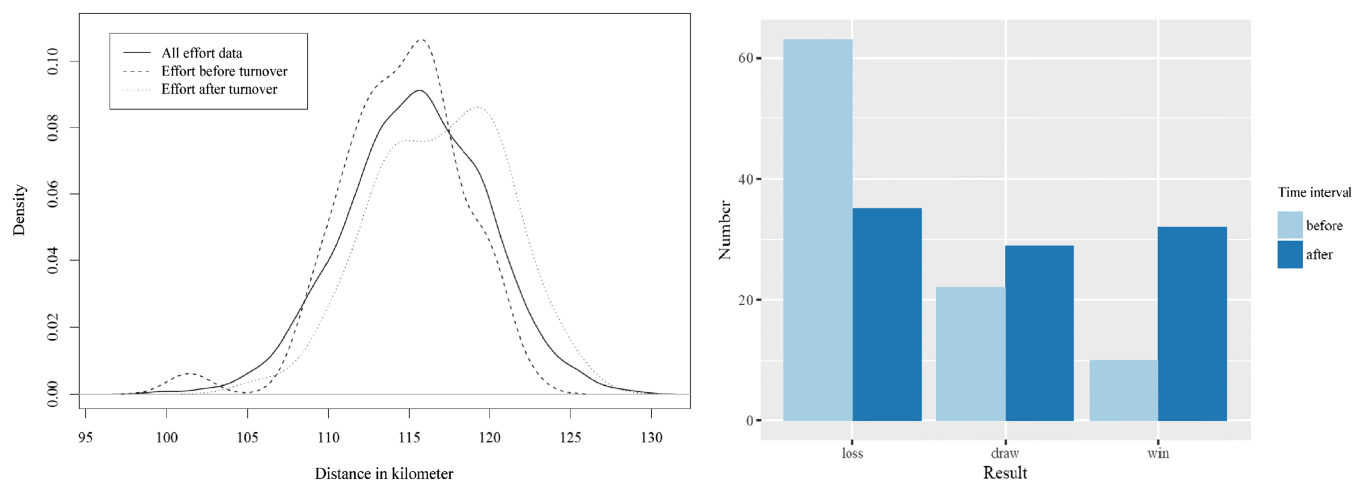 All effort data
Effort before turnover
Effort after turnover
Density
0.00
0.02
0.04
0.06
0.08
0.10
95
100
105
110
115
120
125
130
Distance in kilometer
Number
60
40
20
0
loss
draw
win
Result
Time interval
before
after